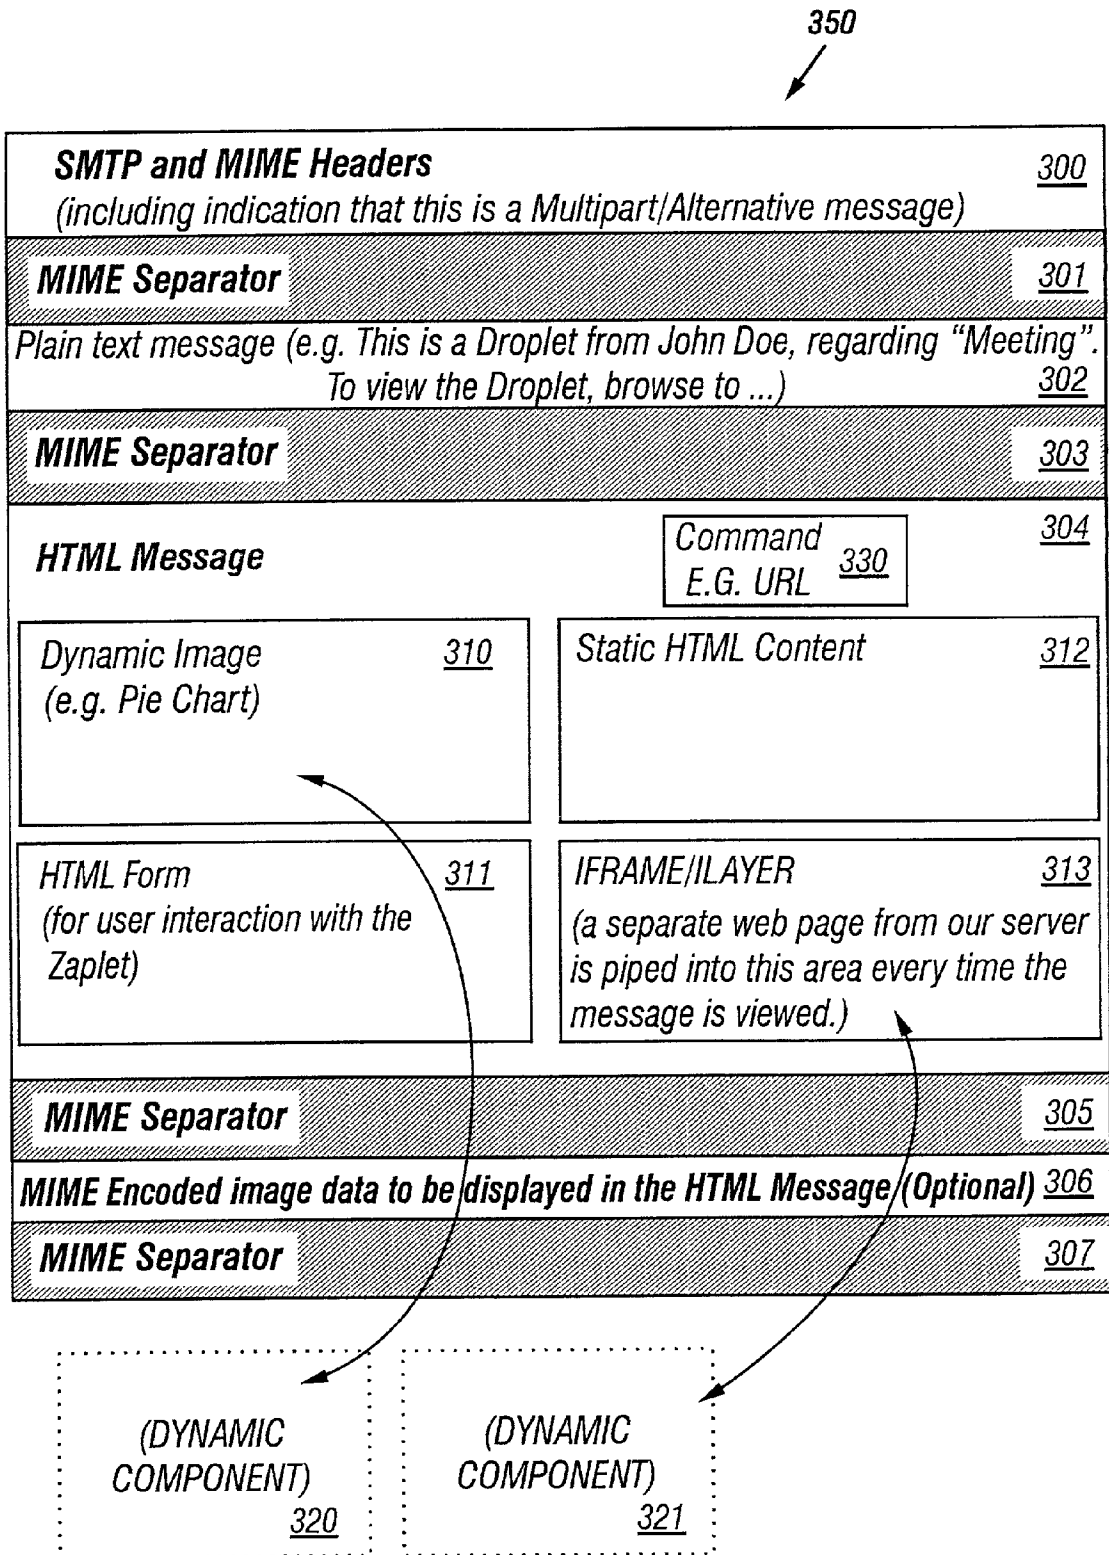 350
SMTP and MIME Headers 300
(including indication that this is a Multipart/Alternative message)
MIME Separator 301
Plain text message (e.g. This is a Droplet from John Doe, regarding “Meeting”.
To view the Droplet, browse to ...) 302
MIME Separator 303
304
HTML Message
Command
E.G. URL 330
Dynamic Image 310
(e.g. Pie Chart)
Static HTML Content 312
HTML Form 311
(for user interaction with the
Zaplet)
IFRAME/ILAYER 313
(a separate web page from our server
is piped into this area every time the
message is viewed.)
MIME Separator 305
MIME Encoded image data to be displayed in the HTML Message (Optional) 306
MIME Separator 307
(DYNAMIC
COMPONENT)
320
(DYNAMIC
COMPONENT)
321